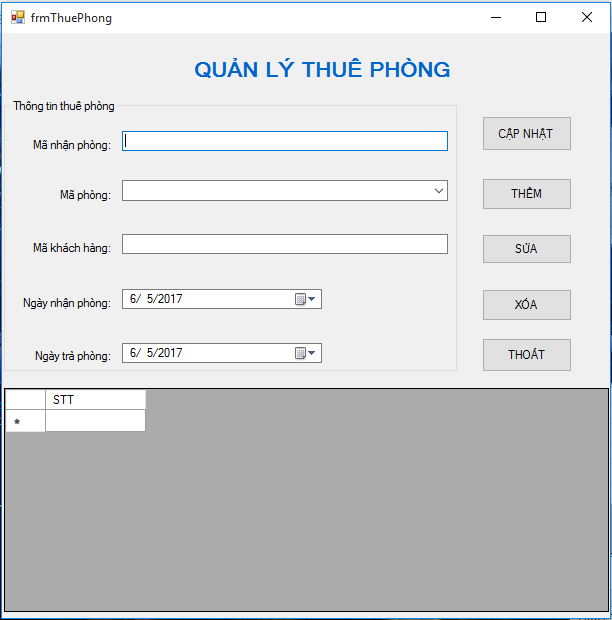 frmThuePhong
QUẢN LÝ THUÊ PHÒNG
Thông tin thuê phòng
Mã nhận phòng:
Mã phòng:
Mã khách hàng:
Ngày nhận phòng:
6/ 5/2017
Ngày trả phòng:
6/ 5/2017
CẬP NHẬT
THÊM
SỬA
XÓA
THOÁT
STT
*